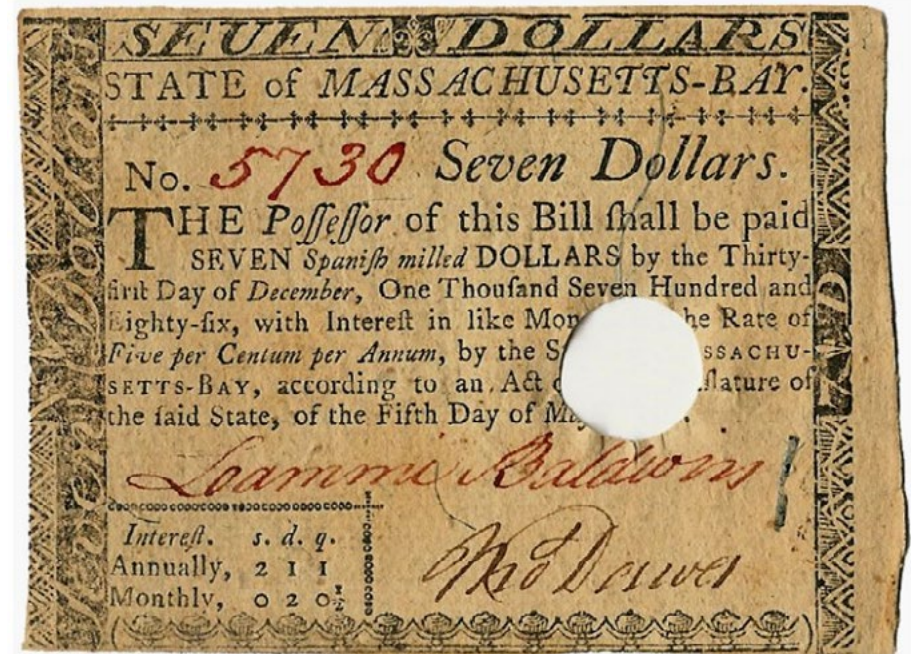 SEUEN DOLLARS
STATE of MASSACHUSETTS-BAY.
No. 5730 Seven Dollars.
THE Poſſeſſor of this Bill ſhall be paid
SEVEN Spaniſh milled DOLLARS by the Thirty-
firſt Day of December, One Thouſand Seven Hundred and
Eighty-ſix, with Intereſt in like Mon he Rate of
Five per Centum per Annum, by the S SSACHU-
SETTS-BAY, according to an Act ſlature of
the ſaid State, of the Fifth Day of
Loammi Baldwin
Intereſt. s. d. q.
Annually, 2 1 1
Monthly, 0 2 0½
Tho Dawes